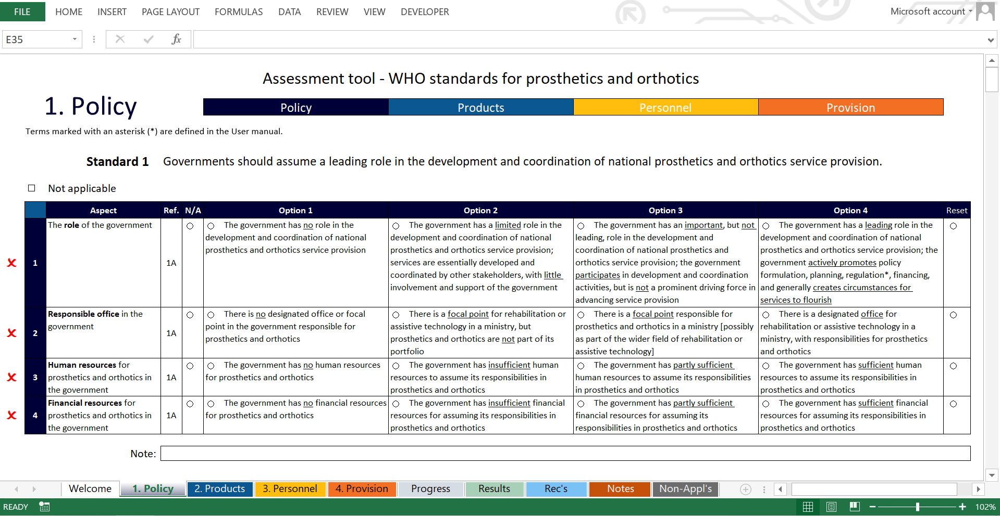 FILE HOME INSERT PAGE LAYOUT FORMULAS DATA REVIEW VIEW DEVELOPER Microsoft account
E35 fx
Assessment tool - WHO standards for prosthetics and orthotics
1. Policy
Policy Products Personnel Provision
Terms marked with an asterisk (*) are defined in the User manual.
Standard 1 Governments should assume a leading role in the development and coordination of national prosthetics and orthotics service provision.
Not applicable
Aspect Ref. N/A Option 1 Option 2 Option 3 Option 4 Reset
1
The role of the government
1A
The government has no role in the
development and coordination of national
prosthetics and orthotics service provision
The government has a limited role in the
development and coordination of national
prosthetics and orthotics service provision;
services are essentially developed and
coordinated by other stakeholders, with little
involvement and support of the government
The government has an important, but not
leading, role in the development and
coordination of national prosthetics and
orthotics service provision; the government
participates in development and coordination
activities, but is not a prominent driving force in
advancing service provision
The government has a leading role in the
development and coordination of national
prosthetics and orthotics service provision; the
government actively promotes policy
formulation, planning, regulation*, financing,
and generally creates circumstances for
services to flourish
2
Responsible office in the
government
1A
There is no designated office or focal
point in the government responsible for
prosthetics and orthotics
There is a focal point for rehabilitation or
assistive technology in a ministry, but
prosthetics and orthotics are not part of its
portfolio
There is a focal point responsible for
prosthetics and orthotics in a ministry [possibly
as part of the wider field of rehabilitation or
assistive technology]
There is a designated office for
rehabilitation or assistive technology in a
ministry, with responsibilities for prosthetics
and orthotics
3
Human resources for
prosthetics and orthotics in
the government
1A
The government has no human resources
for prosthetics and orthotics
The government has insufficient human
resources to assume its responsibilities in
prosthetics and orthotics
The government has partly sufficient
human resources to assume its responsibilities
in prosthetics and orthotics
The government has sufficient human
resources to assume its responsibilities in
prosthetics and orthotics
4
Financial resources for
prosthetics and orthotics in
the government
1A
The government has no financial resources
for prosthetics and orthotics
The government has insufficient financial
resources for assuming its responsibilities in
prosthetics and orthotics
The government has partly sufficient
financial resources for assuming its
responsibilities in prosthetics and orthotics
The government has sufficient financial
resources for assuming its responsibilities in
prosthetics and orthotics
Note:
Welcome 1. Policy 2. Products 3. Personnel 4. Provision Progress Results Rec's Notes Non-Appl's
READY 102%